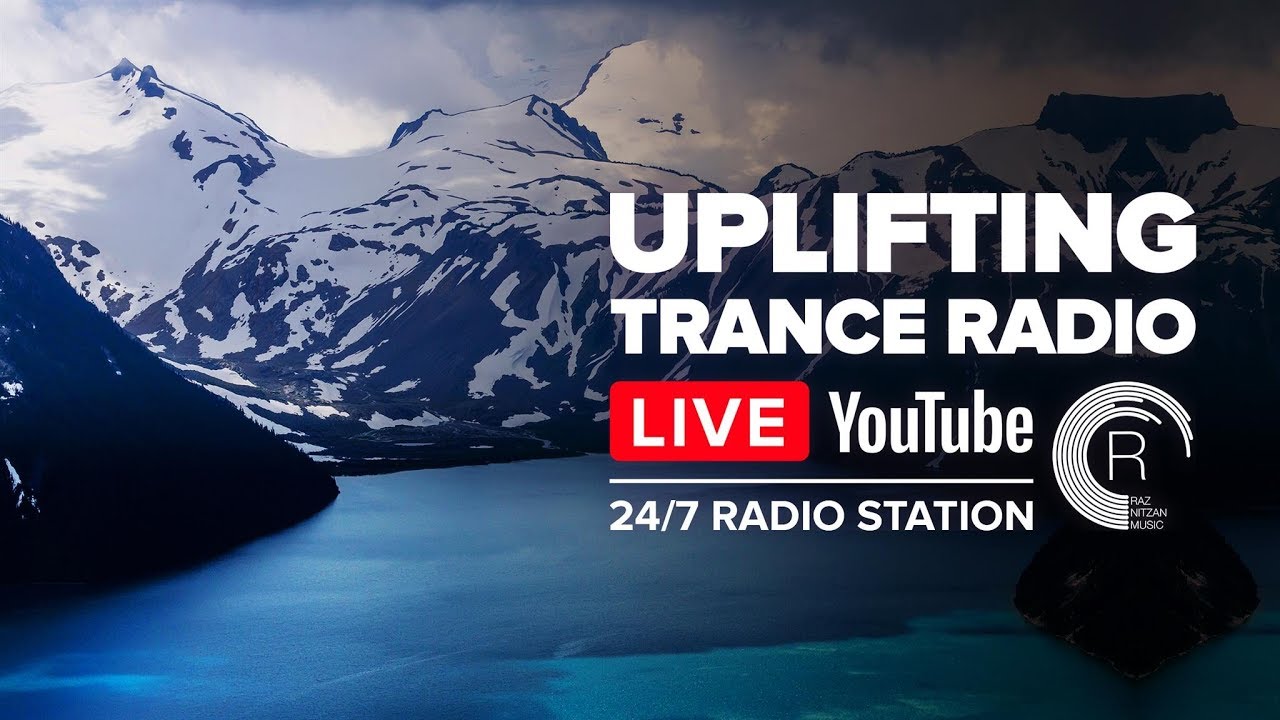 UPLIFTING
TRANCE RADIO
LIVE YouTube
24/7 RADIO STATION
R
RAZ
NITZAN
MUSIC